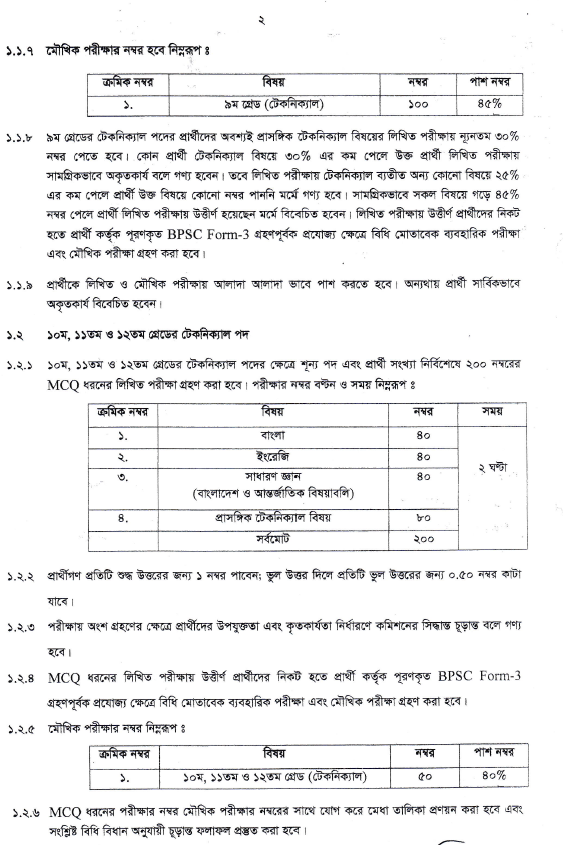 ২
১.১.৭ মৌখিক পরীক্ষার নম্বর হবে নিম্নরূপ ঃ
ক্রমিক নম্বর বিষয় নম্বর পাশ নম্বর
১. ৯ম গ্রেড (টেকনিক্যাল) ১০০ ৪৫%
১.১.৮ ৯ম গ্রেডের টেকনিক্যাল পদের প্রার্থীদের অবশ্যই প্রাসঙ্গিক টেকনিক্যাল বিষয়ের লিখিত পরীক্ষায় ন্যূনতম ৩০%
নম্বর পেতে হবে। কোন প্রার্থী টেকনিক্যাল বিষয়ে ৩০% এর কম পেলে উক্ত প্রার্থী লিখিত পরীক্ষায়
সামগ্রিকভাবে অকৃতকার্য বলে গণ্য হবেন। তবে লিখিত পরীক্ষায় টেকনিক্যাল ব্যতীত অন্য কোনো বিষয়ে ২৫%
এর কম পেলে প্রার্থী উক্ত বিষয়ে কোনো নম্বর পাননি মর্মে গণ্য হবে। সামগ্রিকভাবে সকল বিষয়ে গড়ে ৪৫%
নম্বর পেলে প্রার্থী লিখিত পরীক্ষায় উত্তীর্ণ হয়েছেন মর্মে বিবেচিত হবেন। লিখিত পরীক্ষায় উত্তীর্ণ প্রার্থীদের নিকট
হতে প্রার্থী কর্তৃক পূরণকৃত BPSC Form-3 গ্রহণপূর্বক প্রযোজ্য ক্ষেত্রে বিধি মোতাবেক ব্যবহারিক পরীক্ষা
এবং মৌখিক পরীক্ষা গ্রহণ করা হবে।
১.১.৯ প্রার্থীকে লিখিত ও মৌখিক পরীক্ষায় আলাদা আলাদা ভাবে পাশ করতে হবে। অন্যথায় প্রার্থী সার্বিকভাবে
অকৃতকার্য বিবেচিত হবেন।
১.২ ১০ম, ১১তম ও ১২তম গ্রেডের টেকনিক্যাল পদ
১.২.১ ১০ম, ১১তম ও ১২তম গ্রেডের টেকনিক্যাল পদের ক্ষেত্রে শূন্য পদ এবং প্রার্থী সংখ্যা নির্বিশেষে ২০০ নম্বরের
MCQ ধরনের লিখিত পরীক্ষা গ্রহণ করা হবে। পরীক্ষার নম্বর বণ্টন ও সময় নিম্নরূপ ঃ
ক্রমিক নম্বর বিষয় নম্বর সময়
১. বাংলা ৪০
২. ইংরেজি ৪০
২ ঘণ্টা
৩. সাধারণ জ্ঞান ৪০
(বাংলাদেশ ও আন্তর্জাতিক বিষয়াবলি)
৪. প্রাসঙ্গিক টেকনিক্যাল বিষয় ৮০
সর্বমোট ২০০
১.২.২ প্রার্থীগণ প্রতিটি শুদ্ধ উত্তরের জন্য ১ নম্বর পাবেন; ভুল উত্তর দিলে প্রতিটি ভুল উত্তরের জন্য ০.৫০ নম্বর কাটা
যাবে।
১.২.৩ পরীক্ষায় অংশ গ্রহণের ক্ষেত্রে প্রার্থীদের উপযুক্ততা এবং কৃতকার্যতা নির্ধারণে কমিশনের সিদ্ধান্ত চূড়ান্ত বলে গণ্য
হবে।
১.২.৪ MCQ ধরনের লিখিত পরীক্ষায় উত্তীর্ণ প্রার্থীদের নিকট হতে প্রার্থী কর্তৃক পূরণকৃত BPSC Form-3
গ্রহণপূর্বক প্রযোজ্য ক্ষেত্রে বিধি মোতাবেক ব্যবহারিক পরীক্ষা এবং মৌখিক পরীক্ষা গ্রহণ করা হবে।
১.২.৫ মৌখিক পরীক্ষার নম্বর নিম্নরূপ ঃ
ক্রমিক নম্বর বিষয় নম্বর পাশ নম্বর
১. ১০ম, ১১তম ও ১২তম গ্রেড (টেকনিক্যাল) ৫০ ৪০%
১.২.৬ MCQ ধরনের পরীক্ষার নম্বর মৌখিক পরীক্ষার নম্বরের সাথে যোগ করে মেধা তালিকা প্রণয়ন করা হবে এবং
সংশ্লিষ্ট বিধি বিধান অনুযায়ী চূড়ান্ত ফলাফল প্রস্তুত করা হবে।